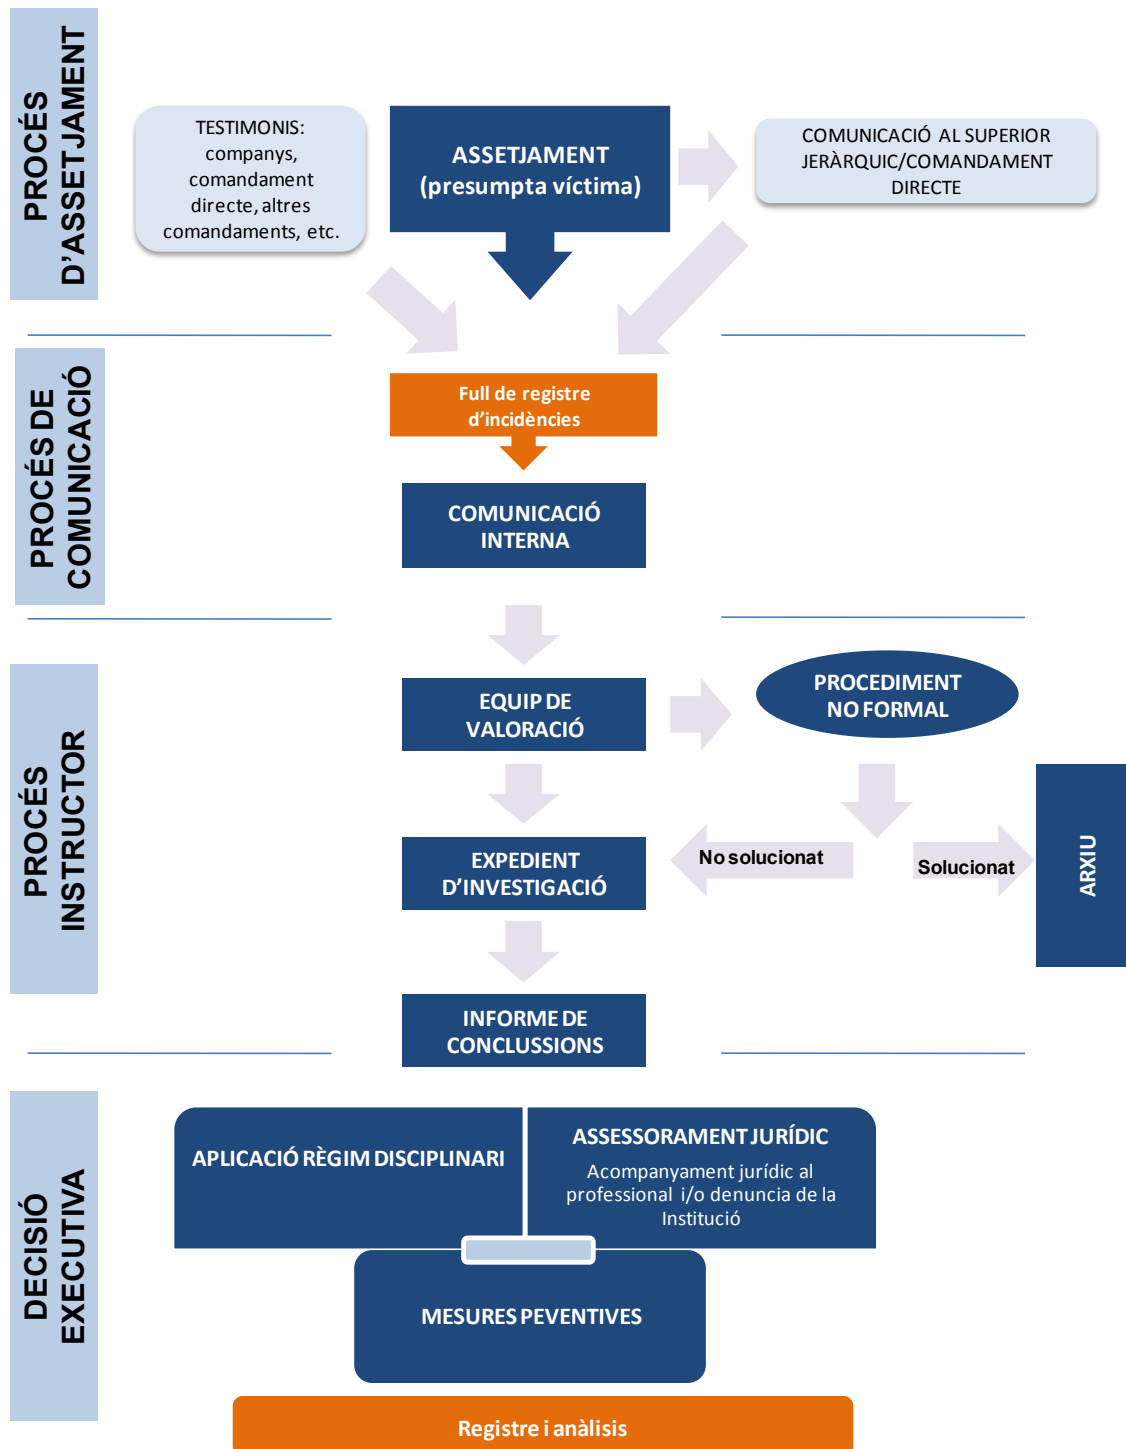 PROCÉS
D'ASSETJAMENT
TESTIMONIS:
companys,
comandament
directe, altres
comandaments, etc.
ASSETJAMENT
(presumpta víctima)
COMUNICACIÓ AL SUPERIOR
JERÀRQUIC/COMANDAMENT
DIRECTE
PROCÉS DE
COMUNICACIÓ
Full de registre
d'incidències
COMUNICACIÓ
INTERNA
PROCÉS
INSTRUCTOR
EQUIP DE
VALORACIÓ
PROCEDIMENT
NO FORMAL
EXPEDIENT
D'INVESTIGACIÓ
No solucionat
Solucionat
ARXIU
INFORME DE
CONCLUSSIONS
DECISIÓ
EXECUTIVA
APLICACIÓ RÈGIM DISCIPLINARI
ASSESSORAMENT JURÍDIC
Acompanyament jurídic al
professional i/o denuncia de la
Institució
MESURES PEVENTIVES
Registre i anàlisis